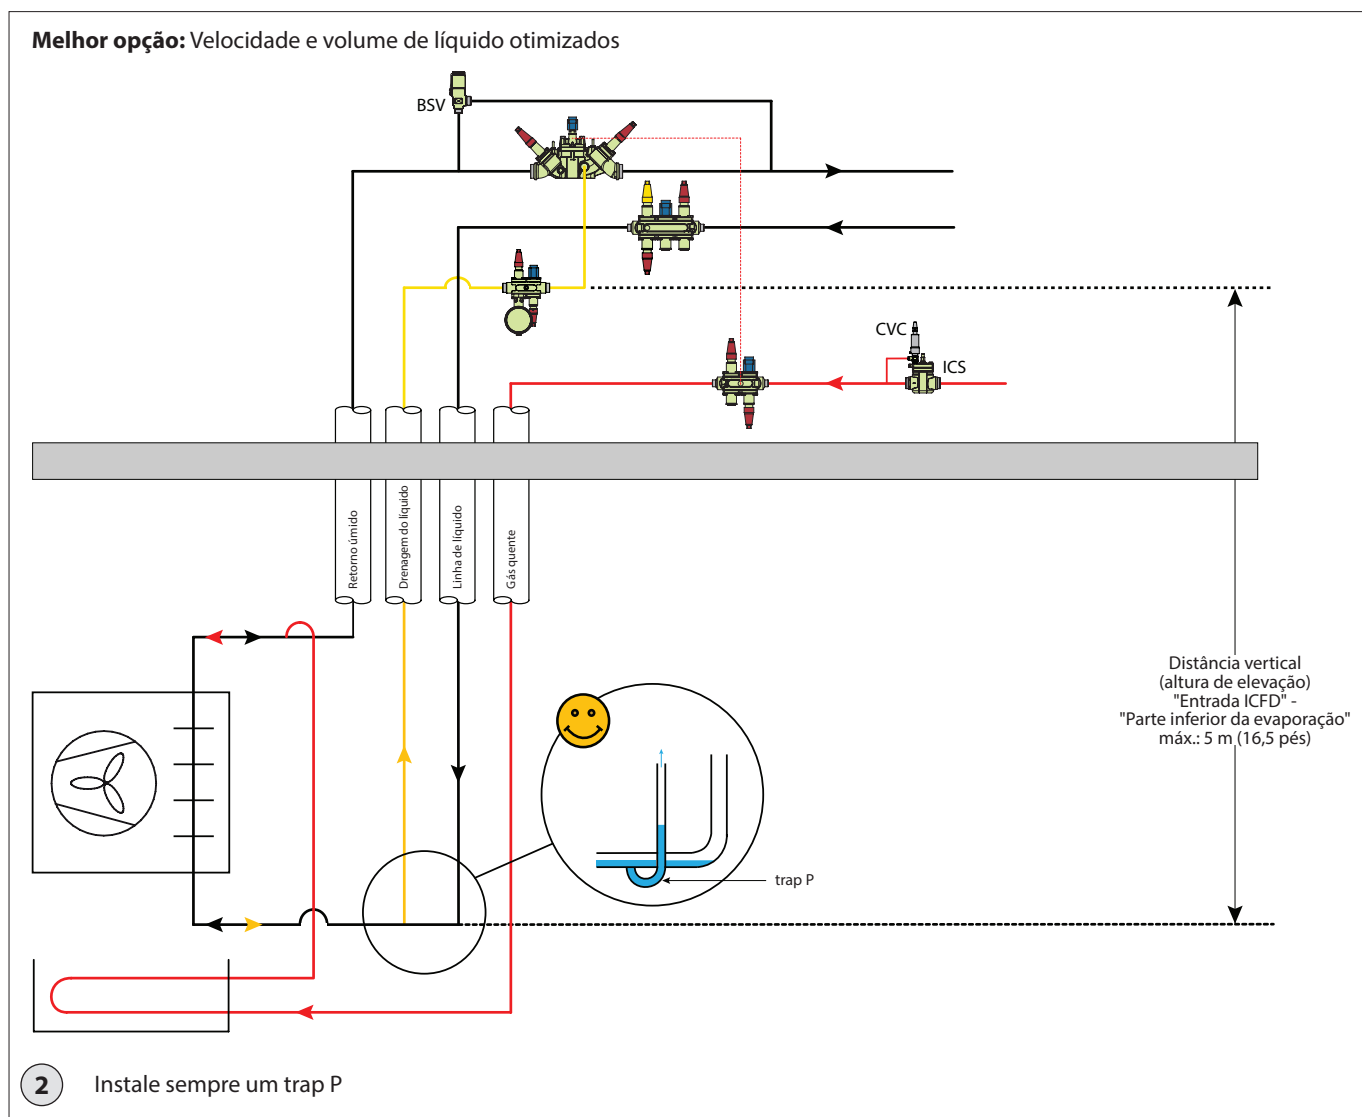 Melhor opção: Velocidade e volume de líquido otimizados
BSV
CVC
ICS
Retorno úmido
Drenagem do líquido
Linha de líquido
Gás quente
Distância vertical
(altura de elevação)
"Entrada ICFD" -
"Parte inferior da evaporação"
máx.: 5 m (16,5 pés)
trap P
2 Instale sempre um trap P